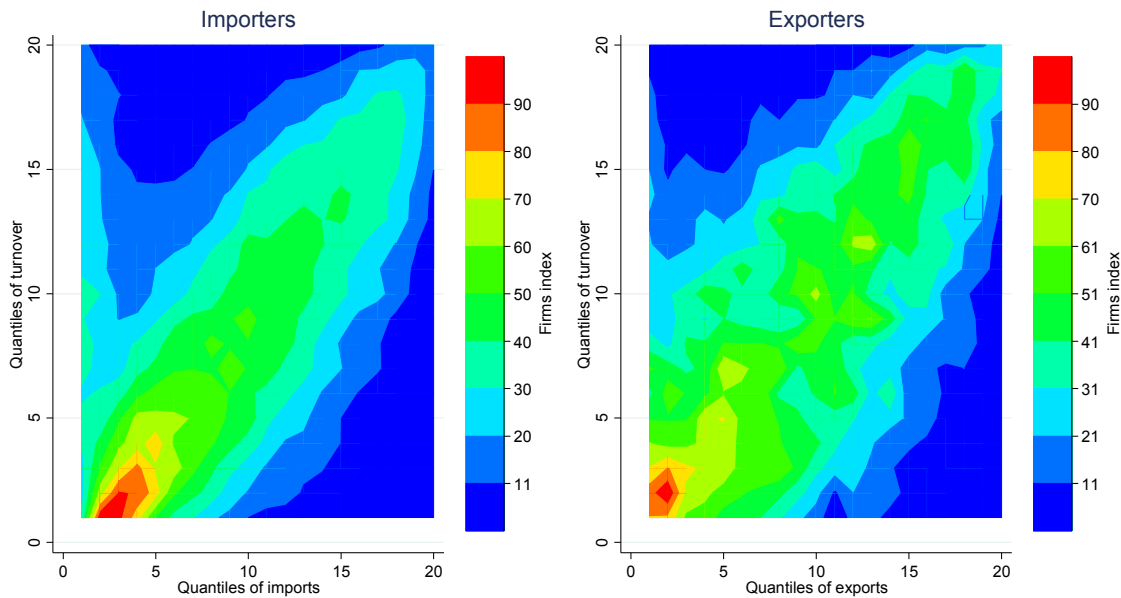 Importers
Quantiles of turnover
20
15
10
5
0
0 5 10 15 20
Quantiles of imports
90
80
70
60
50
40
30
20
11
Firms index
Exporters
Quantiles of turnover
20
15
10
5
0
0 5 10 15 20
Quantiles of exports
90
80
70
61
51
41
31
21
11
Firms index